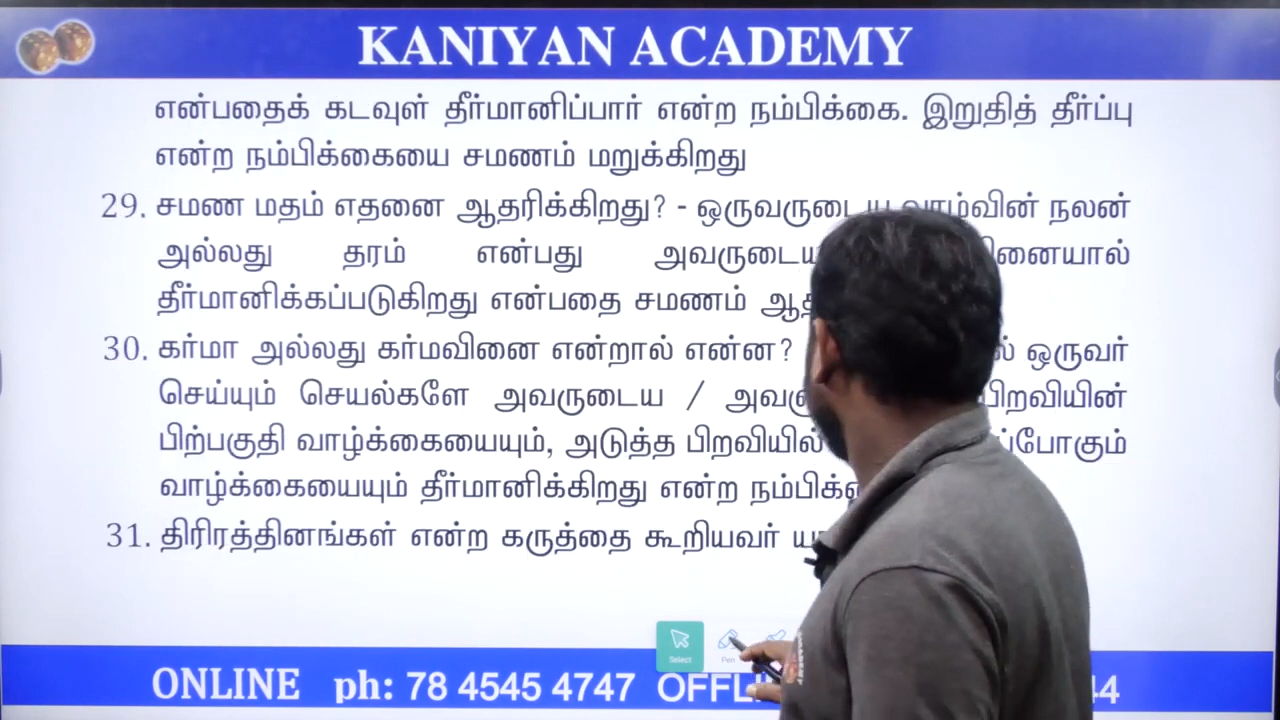 KANIYAN ACADEMY
என்பதைக் கடவுள் தீர்மானிப்பார் என்ற நம்பிக்கை. இறுதித் தீர்ப்பு
என்ற நம்பிக்கையை சமணம் மறுக்கிறது
29. சமண மதம் எதனை ஆதரிக்கிறது? - ஒருவருடைய வாழ்வின் நலன்
அல்லது தரம் என்பது அவருடைய
தீர்மானிக்கப்படுகிறது என்பதை சமணம்
30. கர்மா அல்லது கர்மவினை என்றால் என்ன? ஒருவர்
செய்யும் செயல்களே அவருடைய / பிறவியின்
பிற்பகுதி வாழ்க்கையையும், அடுத்த பிறவியில்
வாழ்க்கையையும் தீர்மானிக்கிறது என்ற
31. திரிரத்தினங்கள் என்ற கருத்தை கூறியவர்
Select Pen
ONLINE ph: 78 4545 4747